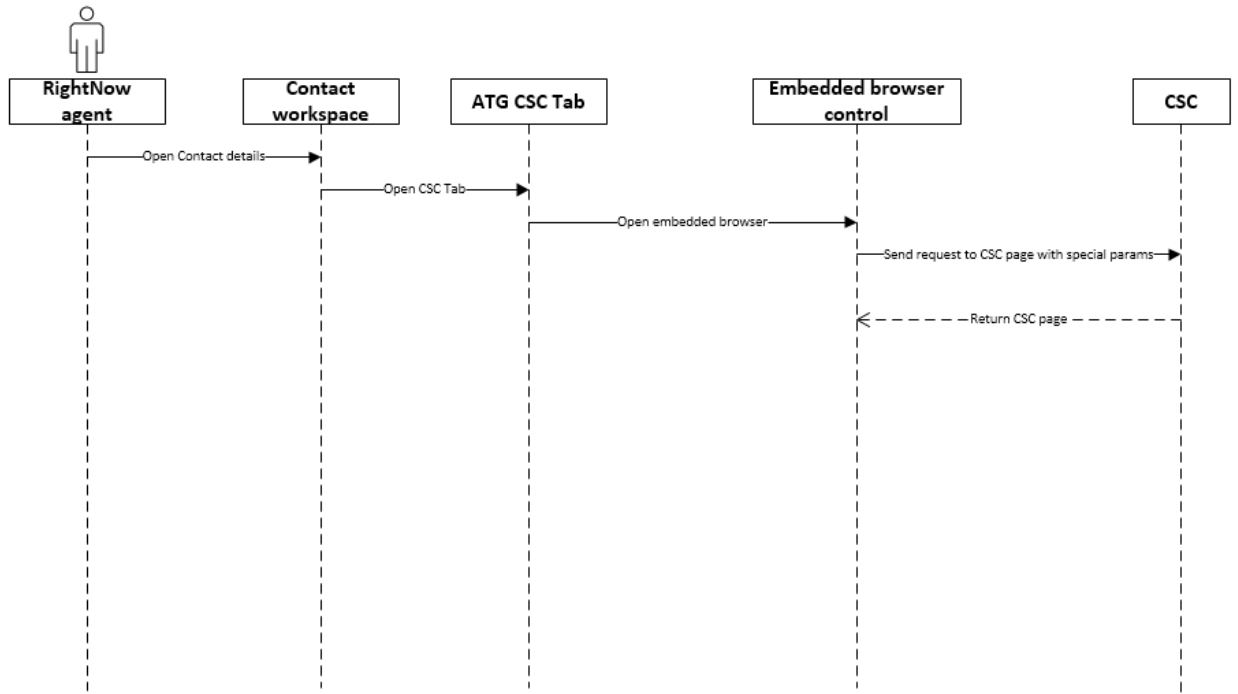 RightNow
agent
Contact
workspace
ATG CSC Tab
Embedded browser
control
CSC
Open Contact details
Open CSC Tab
Open embedded browser
Send request to CSC page with special params
Return CSC page